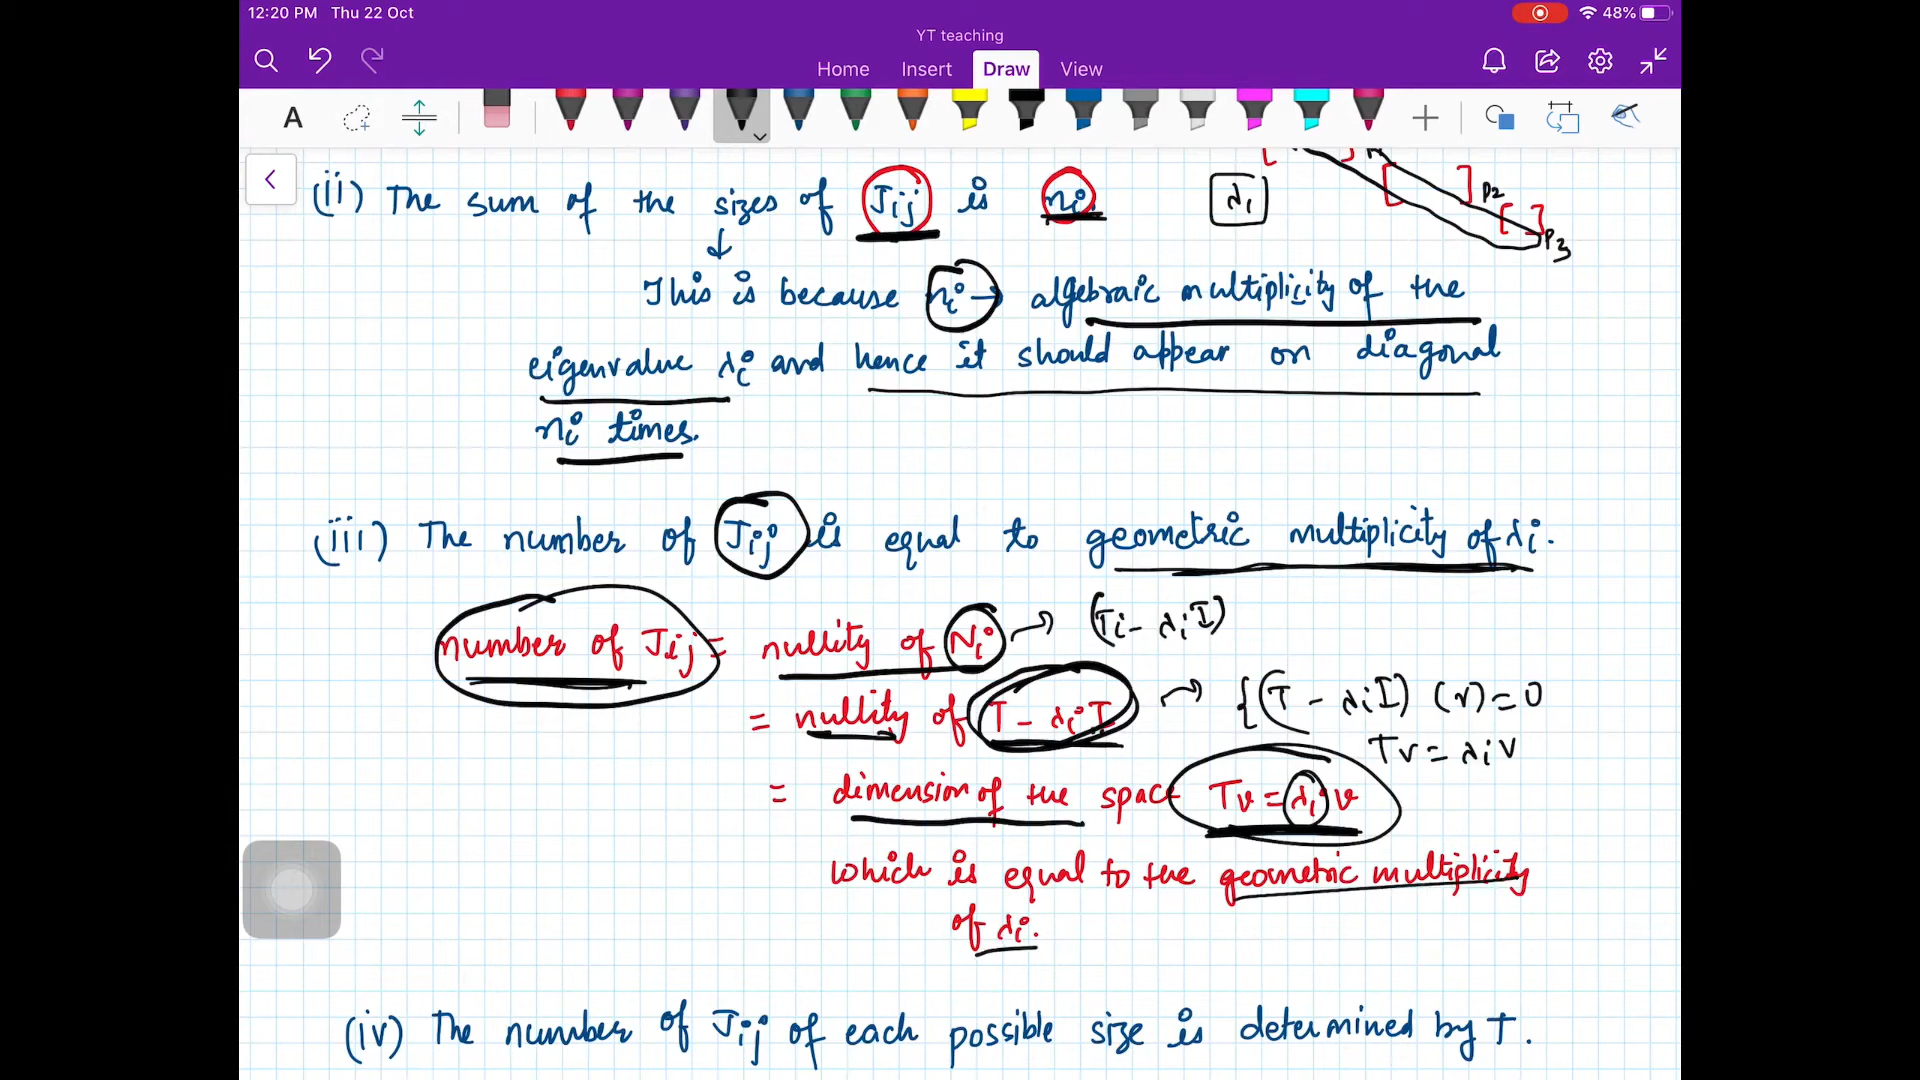 12:20 PM Thu 22 Oct
48%
YT teaching
Home Insert Draw View
A
(ii) The sum of the sizes of Jij is ni.
λ1
P2
P3
This is because ni → algebraic multiplicity of the
eigenvalue λi and hence it should appear on diagonal
ni times.
(iii) The number of Jij is equal to geometric multiplicity of λi.
number of Jij = nullity of Ni → (Ti - λiI)
= nullity of T - λiI → {(T - λiI) (v) = 0
Tv = λiv
= dimension of the space Tv = λiv
which is equal to the geometric multiplicity
of λi.
(iv) The number of Jij of each possible size is determined by T.